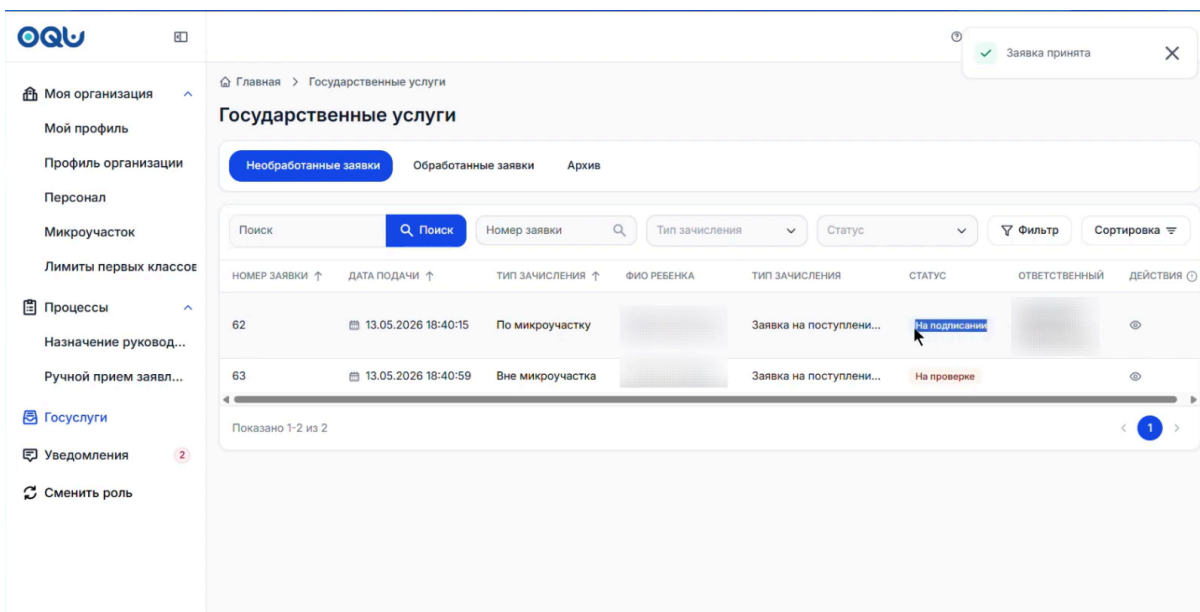 OQU
Заявка принята
Главная > Государственные услуги
Государственные услуги
Моя организация
Мой профиль
Профиль организации
Персонал
Микроучасток
Лимиты первых классов
Процессы
Назначение руковод...
Ручной прием заявл...
Госуслуги
Уведомления 2
Сменить роль
Необработанные заявки Обработанные заявки Архив
Поиск Поиск Номер заявки Тип зачисления Статус Фильтр Сортировка
НОМЕР ЗАЯВКИ ДАТА ПОДАЧИ ТИП ЗАЧИСЛЕНИЯ ФИО РЕБЕНКА ТИП ЗАЧИСЛЕНИЯ СТАТУС ОТВЕТСТВЕННЫЙ ДЕЙСТВИЯ
62 13.05.2026 18:40:15 По микроучастку Заявка на поступлени... На подписании
63 13.05.2026 18:40:59 Вне микроучастка Заявка на поступлени... На проверке
Показано 1-2 из 2 < 1 >